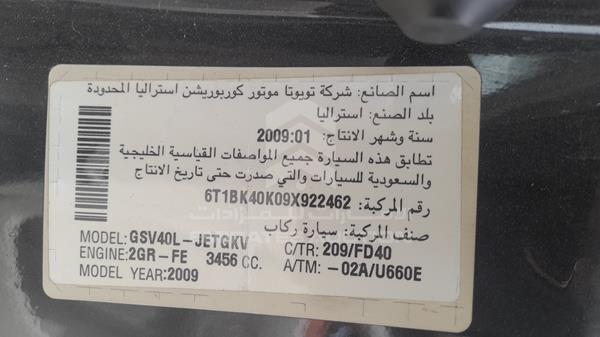 اسم الصانع: شركة تويوتا موتور كوربوريشن استراليا المحدودة
بلد الصنع: استراليا
سنة وشهر الانتاج: 2009:01
تطابق هذه السيارة جميع المواصفات القياسية الخليجية
والسعودية للسيارات والتي صدرت حتى تاريخ الانتاج
رقم المركبة: 6T1BK40K09X922462
صنف المركبة: سيارة ركاب
MODEL: GSV40L-JETGKV C/TR: 209/FD40
ENGINE: 2GR-FE 3456 CC. A/TM: -02A/U660E
MODEL YEAR: 2009